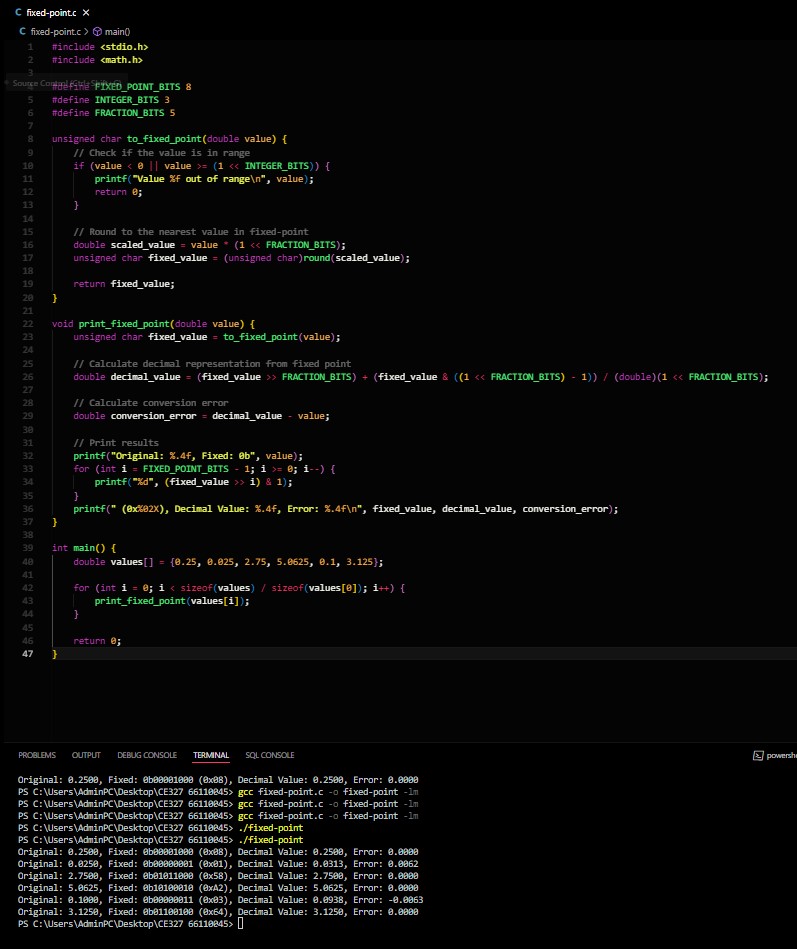 fixed-point.c ×
fixed-point.c > main()
1 #include <stdio.h>
2 #include <math.h>
3
Source Control (Ctrl+Shift+G)
4 #define FIXED_POINT_BITS 8
5 #define INTEGER_BITS 3
6 #define FRACTION_BITS 5
7
8 unsigned char to_fixed_point(double value) {
9     // Check if the value is in range
10     if (value < 0 || value >= (1 << INTEGER_BITS)) {
11         printf("Value %f out of range\n", value);
12         return 0;
13     }
14
15     // Round to the nearest value in fixed-point
16     double scaled_value = value * (1 << FRACTION_BITS);
17     unsigned char fixed_value = (unsigned char)round(scaled_value);
18
19     return fixed_value;
20 }
21
22 void print_fixed_point(double value) {
23     unsigned char fixed_value = to_fixed_point(value);
24
25     // Calculate decimal representation from fixed point
26     double decimal_value = (fixed_value >> FRACTION_BITS) + (fixed_value & ((1 << FRACTION_BITS) - 1)) / (double)(1 << FRACTION_BITS);
27
28     // Calculate conversion error
29     double conversion_error = decimal_value - value;
30
31     // Print results
32     printf("Original: %.4f, Fixed: 0b", value);
33     for (int i = FIXED_POINT_BITS - 1; i >= 0; i--) {
34         printf("%d", (fixed_value >> i) & 1);
35     }
36     printf(" (0x%02X), Decimal Value: %.4f, Error: %.4f\n", fixed_value, decimal_value, conversion_error);
37 }
38
39 int main() {
40     double values[] = {0.25, 0.025, 2.75, 5.0625, 0.1, 3.125};
41
42     for (int i = 0; i < sizeof(values) / sizeof(values[0]); i++) {
43         print_fixed_point(values[i]);
44     }
45
46     return 0;
47 }
PROBLEMS OUTPUT DEBUG CONSOLE TERMINAL SQL CONSOLE powershe
Original: 0.2500, Fixed: 0b00001000 (0x08), Decimal Value: 0.2500, Error: 0.0000
PS C:\Users\AdminPC\Desktop\CE327 66110045> gcc fixed-point.c -o fixed-point -lm
PS C:\Users\AdminPC\Desktop\CE327 66110045> gcc fixed-point.c -o fixed-point -lm
PS C:\Users\AdminPC\Desktop\CE327 66110045> gcc fixed-point.c -o fixed-point -lm
PS C:\Users\AdminPC\Desktop\CE327 66110045> ./fixed-point
PS C:\Users\AdminPC\Desktop\CE327 66110045> ./fixed-point
Original: 0.2500, Fixed: 0b00001000 (0x08), Decimal Value: 0.2500, Error: 0.0000
Original: 0.0250, Fixed: 0b00000001 (0x01), Decimal Value: 0.0313, Error: 0.0062
Original: 2.7500, Fixed: 0b01011000 (0x58), Decimal Value: 2.7500, Error: 0.0000
Original: 5.0625, Fixed: 0b10100010 (0xA2), Decimal Value: 5.0625, Error: 0.0000
Original: 0.1000, Fixed: 0b00000011 (0x03), Decimal Value: 0.0938, Error: -0.0063
Original: 3.1250, Fixed: 0b01100100 (0x64), Decimal Value: 3.1250, Error: 0.0000
PS C:\Users\AdminPC\Desktop\CE327 66110045>